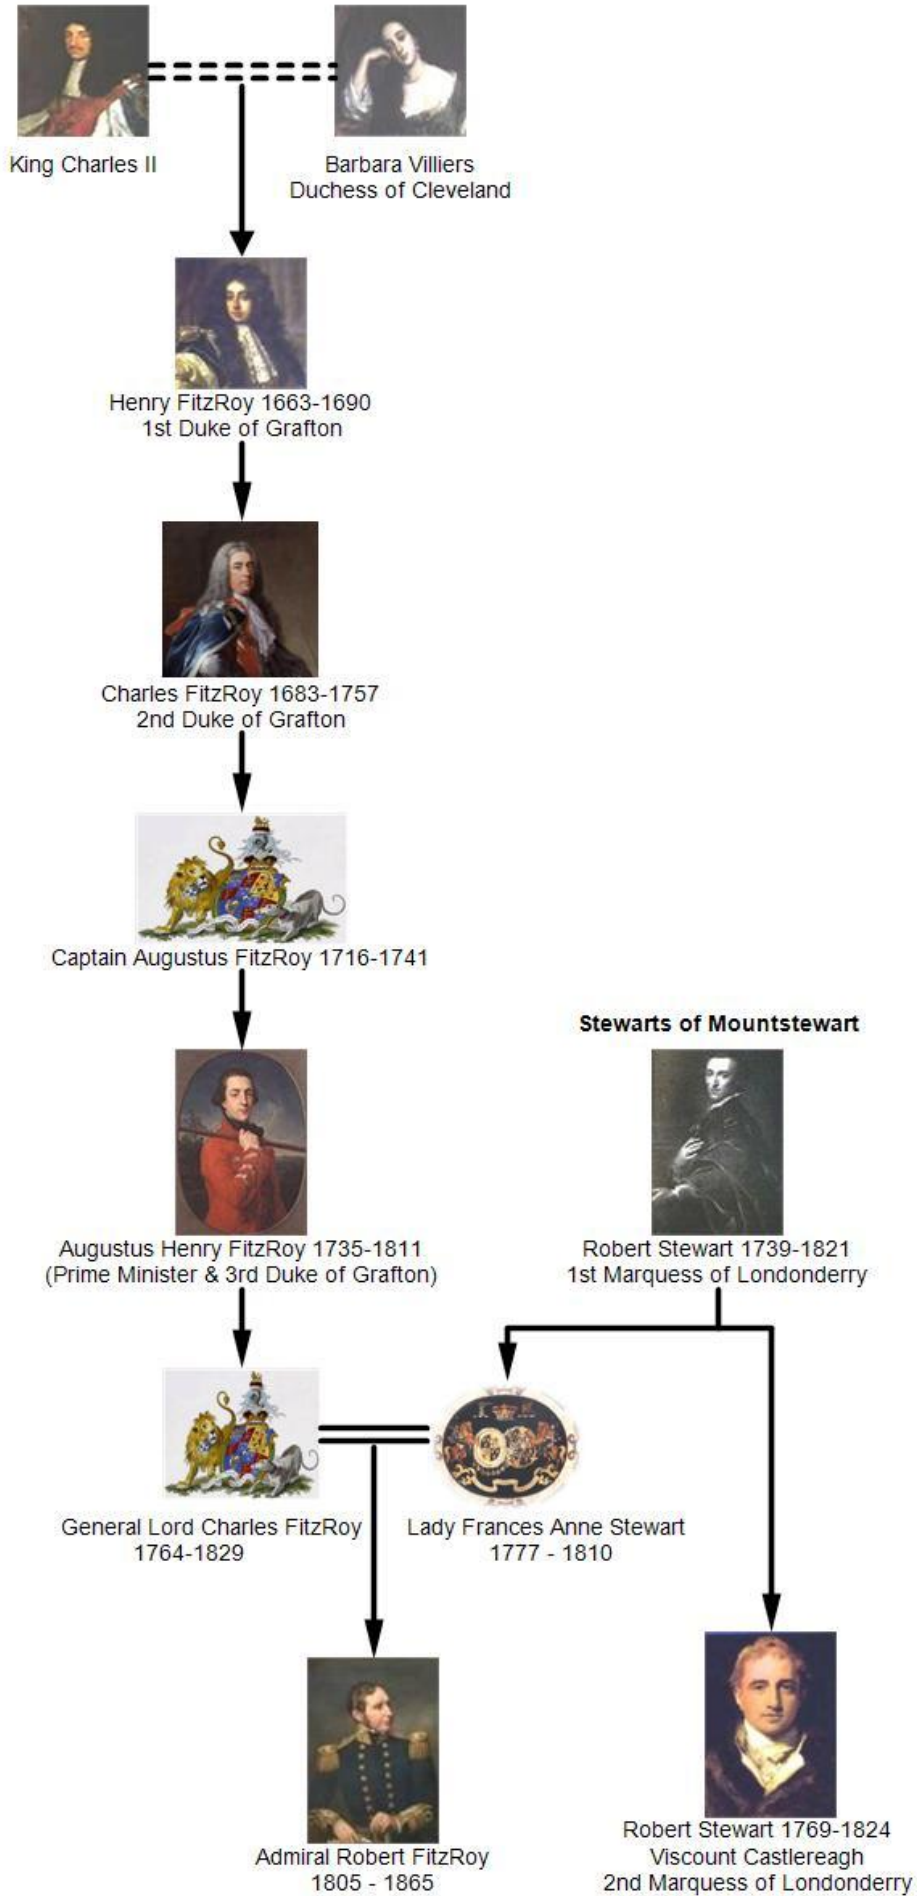 King Charles II
Barbara Villiers
Duchess of Cleveland
Henry FitzRoy 1663-1690
1st Duke of Grafton
Charles FitzRoy 1683-1757
2nd Duke of Grafton
Captain Augustus FitzRoy 1716-1741
Stewarts of Mountstewart
Augustus Henry FitzRoy 1735-1811
(Prime Minister & 3rd Duke of Grafton)
Robert Stewart 1739-1821
1st Marquess of Londonderry
General Lord Charles FitzRoy
1764-1829
Lady Frances Anne Stewart
1777 - 1810
Admiral Robert FitzRoy
1805 - 1865
Robert Stewart 1769-1824
Viscount Castlereagh
2nd Marquess of Londonderry